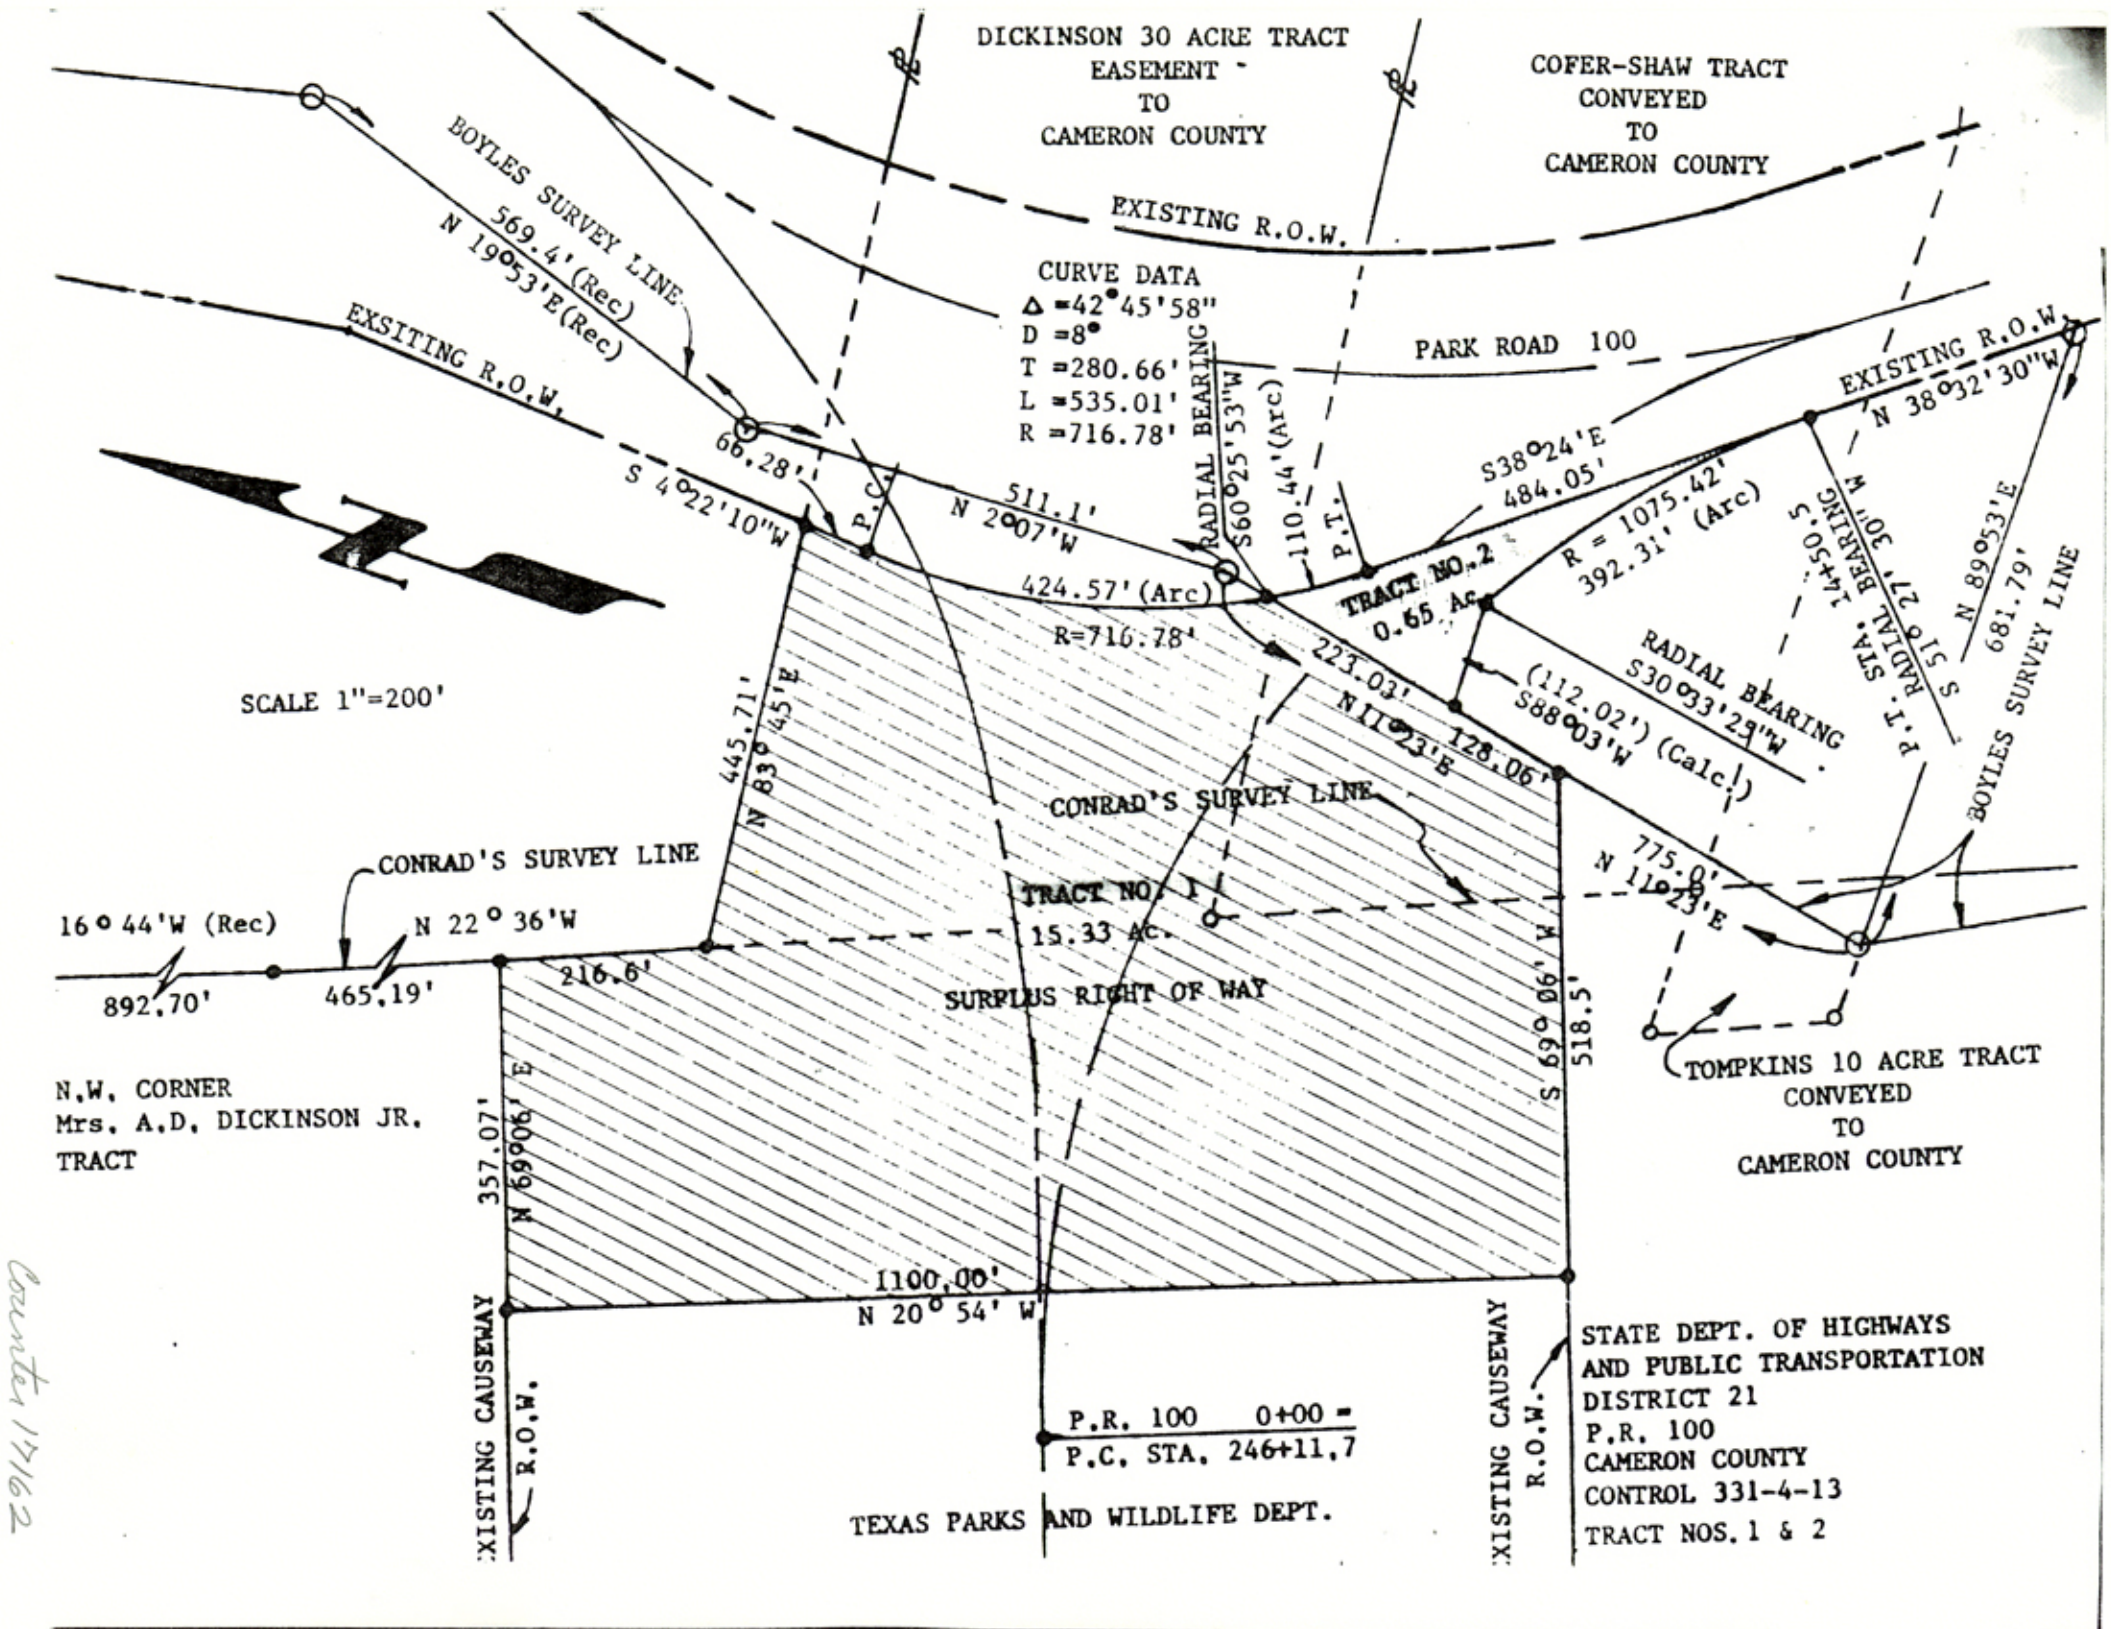 DICKINSON 30 ACRE TRACT
EASEMENT
TO
CAMERON COUNTY
COFER-SHAW TRACT
CONVEYED
TO
CAMERON COUNTY
BOYLES SURVEY LINE
569.4'(Rec)
N 19°53'E(Rec)
EXISTING R.O.W.
CURVE DATA
Δ =42°45'58"
D =8°
T =280.66'
L =535.01'
R =716.78'
PARK ROAD 100
EXSITING R.O.W.
EXISTING R.O.W.
N 38°32'30"W
RADIAL BEARING
S60°25'53"W
110.44'(Arc)
P.T.
S38°24'E
484.05'
66.28'
S 4°22'10"W
P.C.
511.1'
N 2°07'W
R = 1075.42'
392.31' (Arc)
P.T. STA. 14+50.5
RADIAL BEARING
S 51° 27' 30" W
N 89°53'E
681.79'
BOYLES SURVEY LINE
424.57'(Arc)
R=716.78'
TRACT NO.2
0.65 Ac.
SCALE 1"=200'
445.71'
N 83° 45'E
223.03'
N11°23'E
128.06'
(112.02') (Calc.)
S88°03'W
RADIAL BEARING
S30°33'29"W
CONRAD'S SURVEY LINE
CONRAD'S SURVEY LINE
775.0'
N 11°23'E
16°44'W (Rec)
N 22° 36'W
892.70'
465.19'
216.6'
TRACT NO. 1
15.33 Ac.
SURPLUS RIGHT OF WAY
S 69° 06' W
518.5'
N.W. CORNER
Mrs. A.D. DICKINSON JR.
TRACT
357.07'
N 69°06' E
TOMPKINS 10 ACRE TRACT
CONVEYED
TO
CAMERON COUNTY
1100.00'
N 20° 54' W
EXISTING CAUSEWAY
R.O.W.
EXISTING CAUSEWAY
R.O.W.
P.R. 100 0+00 =
P.C. STA. 246+11.7
TEXAS PARKS AND WILDLIFE DEPT.
STATE DEPT. OF HIGHWAYS
AND PUBLIC TRANSPORTATION
DISTRICT 21
P.R. 100
CAMERON COUNTY
CONTROL 331-4-13
TRACT NOS. 1 & 2
Counter 17162